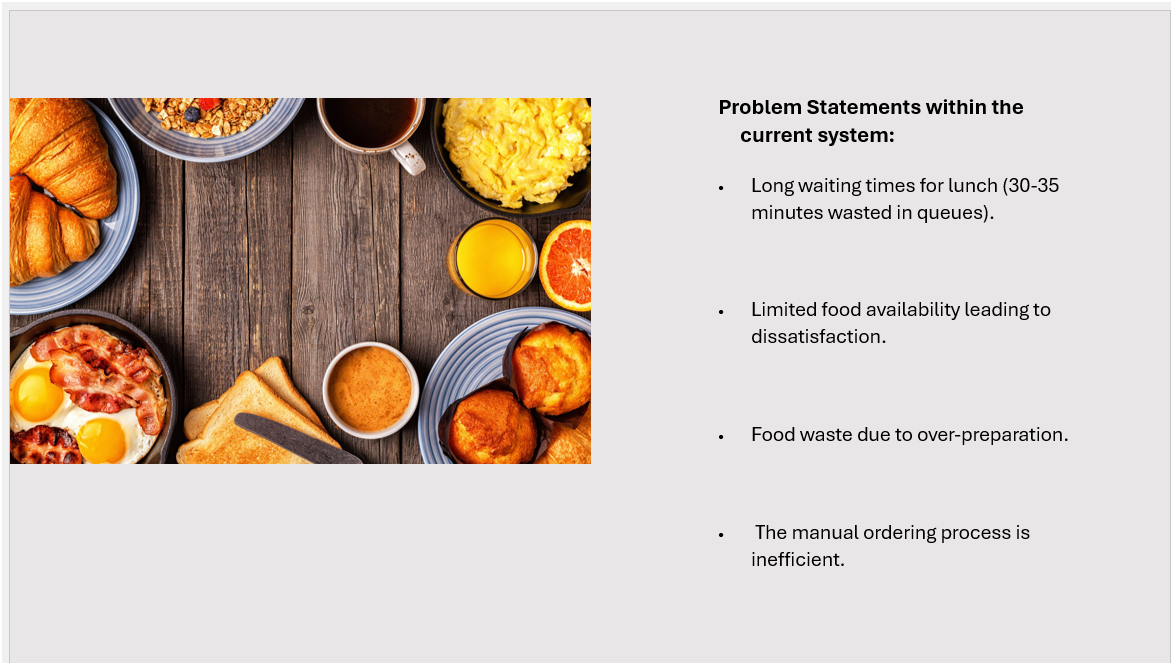 Problem Statements within the
current system:
• Long waiting times for lunch (30-35
minutes wasted in queues).
• Limited food availability leading to
dissatisfaction.
• Food waste due to over-preparation.
• The manual ordering process is
inefficient.